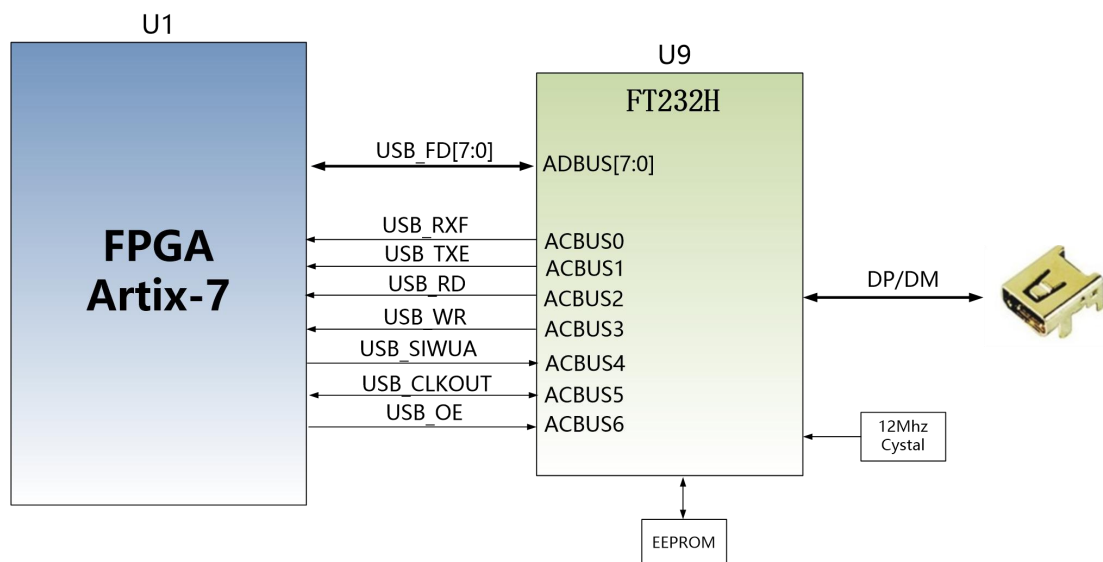 U1
U9
FT232H
USB_FD[7:0]
ADBUS[7:0]
FPGA
Artix-7
USB_RXF
ACBUS0
USB_TXE
ACBUS1
USB_RD
ACBUS2
USB_WR
ACBUS3
USB_SIWUA
ACBUS4
USB_CLKOUT
ACBUS5
USB_OE
ACBUS6
DP/DM
12Mhz
Cystal
EEPROM